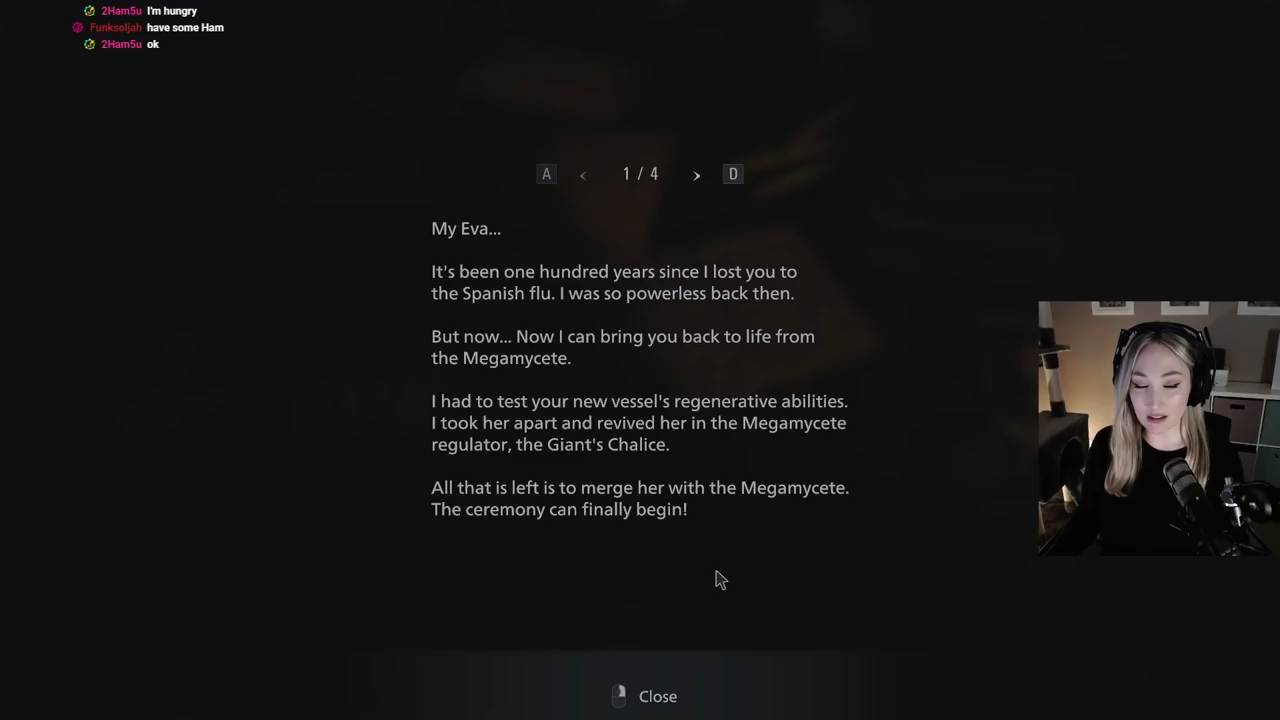 2Ham5u I'm hungry
Funksoljah have some Ham
2Ham5u ok
A < 1 / 4 > D
My Eva...
It's been one hundred years since I lost you to
the Spanish flu. I was so powerless back then.
But now... Now I can bring you back to life from
the Megamycete.
I had to test your new vessel's regenerative abilities.
I took her apart and revived her in the Megamycete
regulator, the Giant's Chalice.
All that is left is to merge her with the Megamycete.
The ceremony can finally begin!
Close